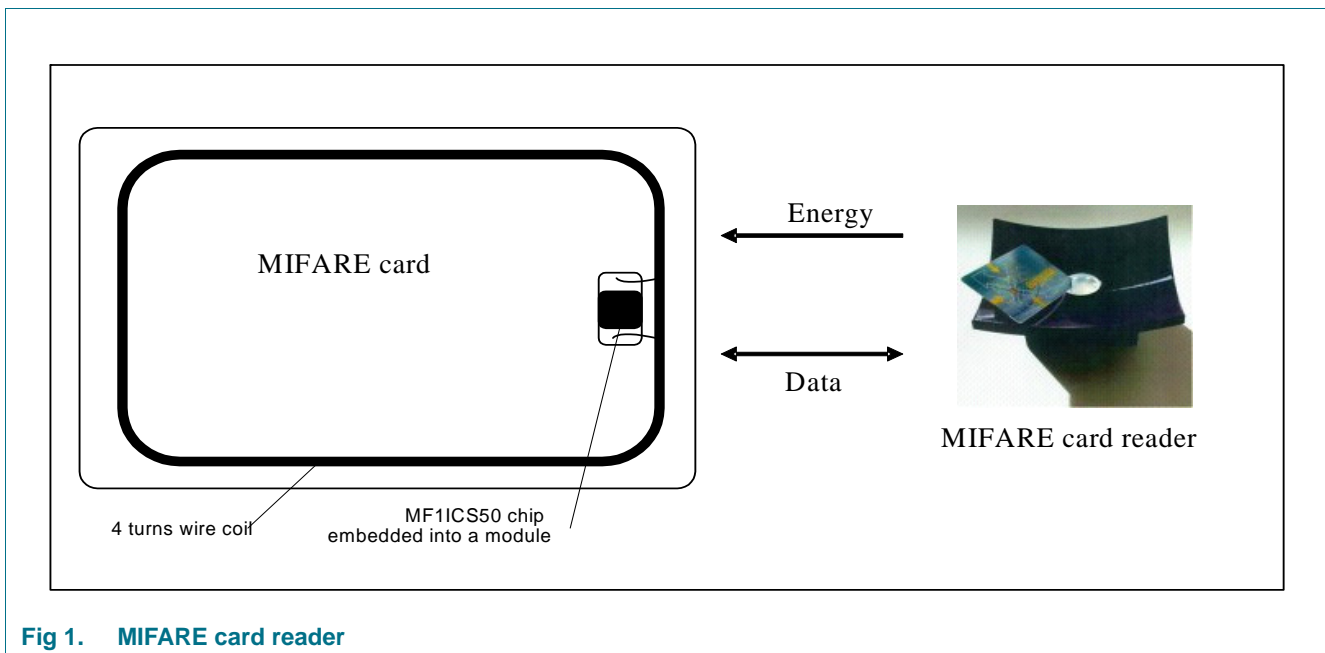 MIFARE card
Energy
Data
MIFARE card reader
4 turns wire coil
MF1ICS50 chip
embedded into a module
Fig 1. MIFARE card reader